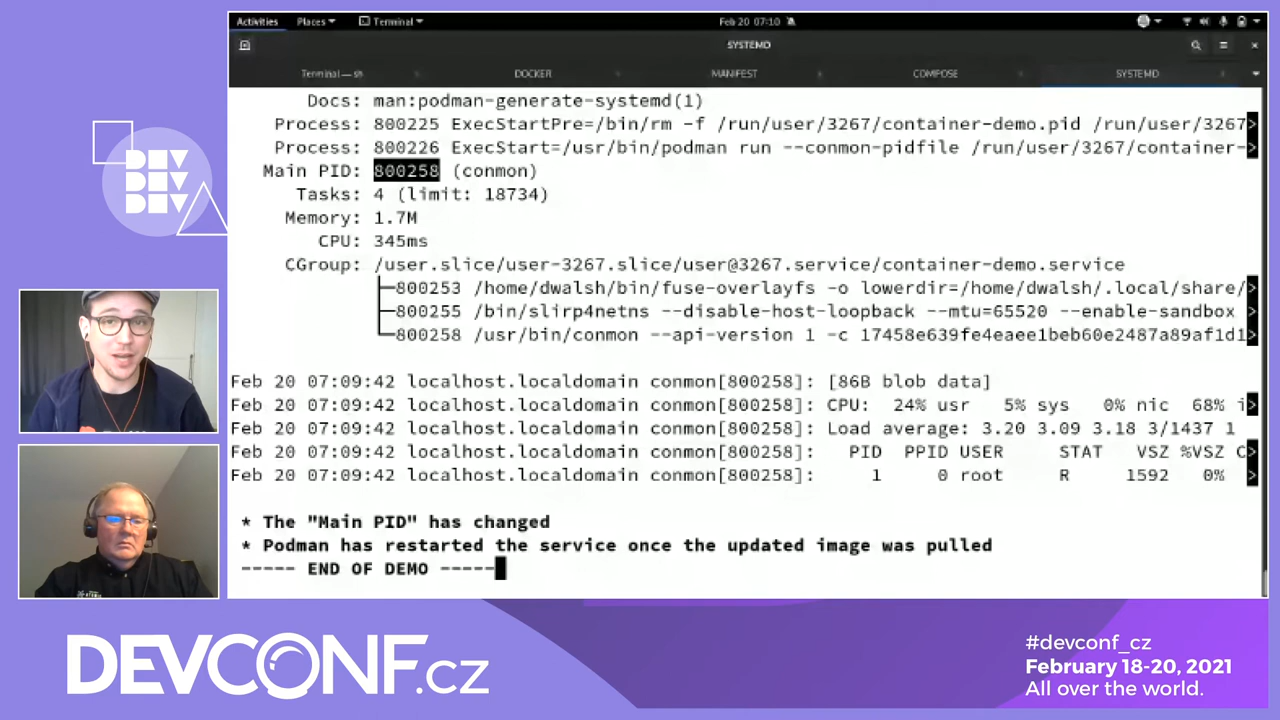 Activities Places Terminal Feb 20 07:10
SYSTEMD
Terminal — sh DOCKER MANIFEST COMPOSE SYSTEMD
Docs: man:podman-generate-systemd(1)
Process: 800225 ExecStartPre=/bin/rm -f /run/user/3267/container-demo.pid /run/user/3267>
Process: 800226 ExecStart=/usr/bin/podman run --conmon-pidfile /run/user/3267/container->
Main PID: 800258 (conmon)
Tasks: 4 (limit: 18734)
Memory: 1.7M
CPU: 345ms
CGroup: /user.slice/user-3267.slice/user@3267.service/container-demo.service
├─800253 /home/dwalsh/bin/fuse-overlayfs -o lowerdir=/home/dwalsh/.local/share/>
├─800255 /bin/slirp4netns --disable-host-loopback --mtu=65520 --enable-sandbox >
└─800258 /usr/bin/conmon --api-version 1 -c 17458e639fe4eaee1beb60e2487a89af1d1>
Feb 20 07:09:42 localhost.localdomain conmon[800258]: [86B blob data]
Feb 20 07:09:42 localhost.localdomain conmon[800258]: CPU: 24% usr 5% sys 0% nic 68% i>
Feb 20 07:09:42 localhost.localdomain conmon[800258]: Load average: 3.20 3.09 3.18 3/1437 1
Feb 20 07:09:42 localhost.localdomain conmon[800258]: PID PPID USER STAT VSZ %VSZ C>
Feb 20 07:09:42 localhost.localdomain conmon[800258]: 1 0 root R 1592 0% >
* The "Main PID" has changed
* Podman has restarted the service once the updated image was pulled
----- END OF DEMO -----
DEV
DEV
DEV
DEVCONF.cz
#devconf_cz
February 18-20, 2021
All over the world.